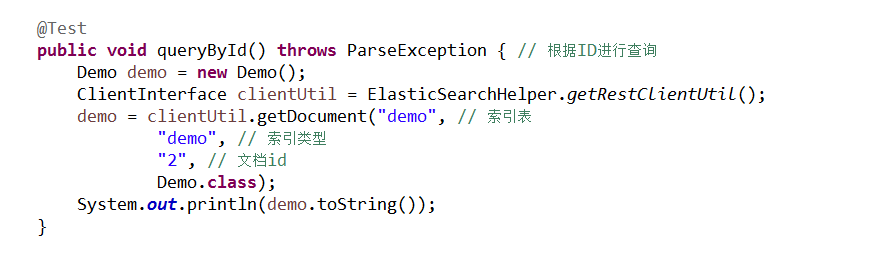 @Test
public void queryById() throws ParseException { // 根据ID进行查询
    Demo demo = new Demo();
    ClientInterface clientUtil = ElasticSearchHelper.getRestClientUtil();
    demo = clientUtil.getDocument("demo", // 索引表
            "demo", // 索引类型
            "2", // 文档id
            Demo.class);
    System.out.println(demo.toString());
}